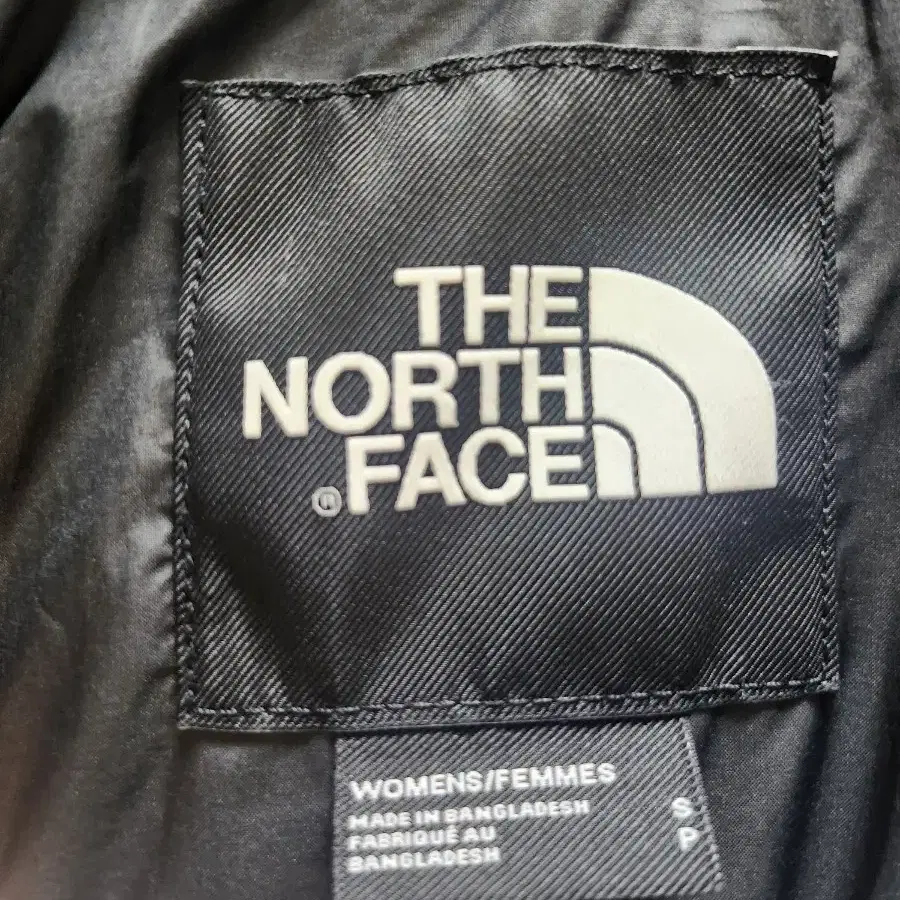 THE
NORTH
FACE
®
WOMENS/FEMMES
MADE IN BANGLADESH S
FABRIQUÉ AU P
BANGLADESH